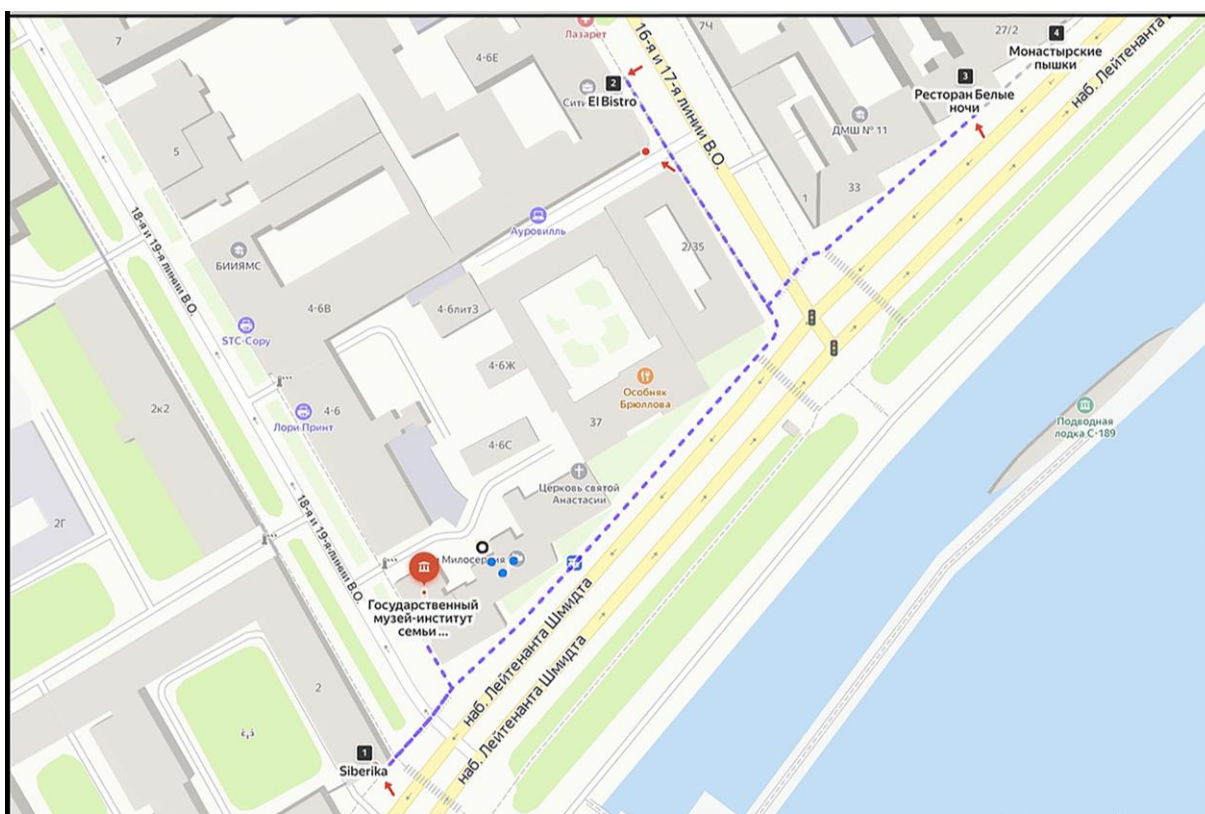 7
4-6Е
Лазарет
16-я и 17-я линии В.О.
7Ч
27/2
4
Монастырские
пышки
наб. Лейтенанта
2
El Bistro
3
Ресторан Белые
ночи
ДМШ № 11
5
1
33
18-я и 19-я линии В.О.
Ауровилль
2/35
БИИЯМС
4-6В
4-6литЗ
STC-Copy
4-6Ж
Особняк
Брюллова
Подводная
лодка С-189
2к2
4-6
Лори Принт
37
4-6С
Церковь святой
Анастасии
18-я и 19-я линии В.О.
2Г
Государственный
музей-институт
семьи ...
наб. Лейтенанта Шмидта
наб. Лейтенанта Шмидта
2
1
Siberika